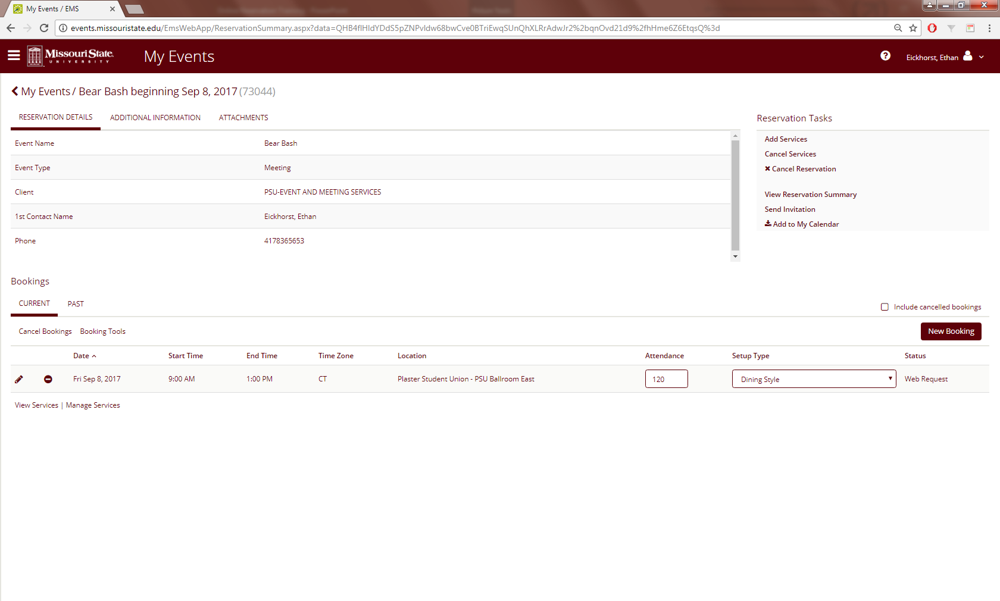 My Events / EMS
events.missouristate.edu/EmsWebApp/ReservationSummary.aspx?data=QHB4flHIdYDdS5pZNPvIdw68bwCve0BTriEwqSUnQhXLRrAdwJr2%2bqnOvd21d9%2fhHme6Z6EtqsQ%3d
Missouri State
UNIVERSITY
My Events
Eickhorst, Ethan
My Events / Bear Bash beginning Sep 8, 2017 (73044)
RESERVATION DETAILS ADDITIONAL INFORMATION ATTACHMENTS
Event Name Bear Bash
Event Type Meeting
Client PSU-EVENT AND MEETING SERVICES
1st Contact Name Eickhorst, Ethan
Phone 4178365653
Reservation Tasks
Add Services
Cancel Services
Cancel Reservation
View Reservation Summary
Send Invitation
Add to My Calendar
Bookings
CURRENT PAST
Include cancelled bookings
Cancel Bookings Booking Tools
New Booking
Date Start Time End Time Time Zone Location Attendance Setup Type Status
Fri Sep 8, 2017 9:00 AM 1:00 PM CT Plaster Student Union - PSU Ballroom East 120 Dining Style Web Request
View Services | Manage Services